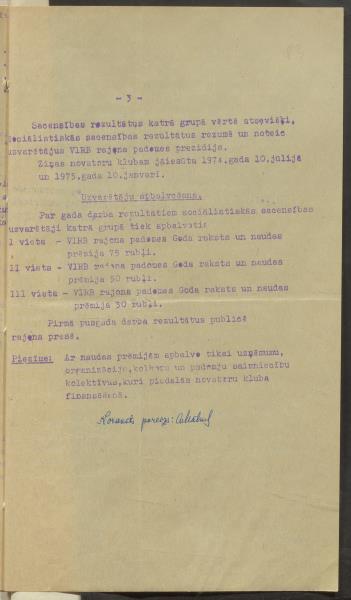 - 3 -
Sacensības rezultātus katrā grupā vērtē atsevišķi,
Sociālistiskās sacensības rezultātus rezumē un noteic
uzvarētājus VIRB rajona padomes prezidijs.
Ziņas novatoru klubam jāiesūta 1974.gada 10.jūlijā
un 1975.gada 10.janvārī.
Uzvarētāju apbalvošana.
Par gada darba rezultātiem sociālistiskās sacensības
uzvarētāji katrā grupā tiek apbalvoti:
I vieta - VIRB rajona padomes Goda raksts un naudas
prēmija 75 rubļi.
II vieta - VIRB rajona padomes Goda raksts un naudas
prēmija 50 rubļi.
III vieta - VIRB rajona padomes Goda raksts un naudas
prēmija 30 rubļi.
Pirmā pusgada darba rezultātus publicē
rajona presē.
Piezīme: Ar naudas prēmijām apbalvo tikai uzņēmumu,
organizāciju, kolhozu un padomju saimniecību
kolektīvus, kuri piedalās novatoru kluba
finansēšanā.
Noraksts pareizs: